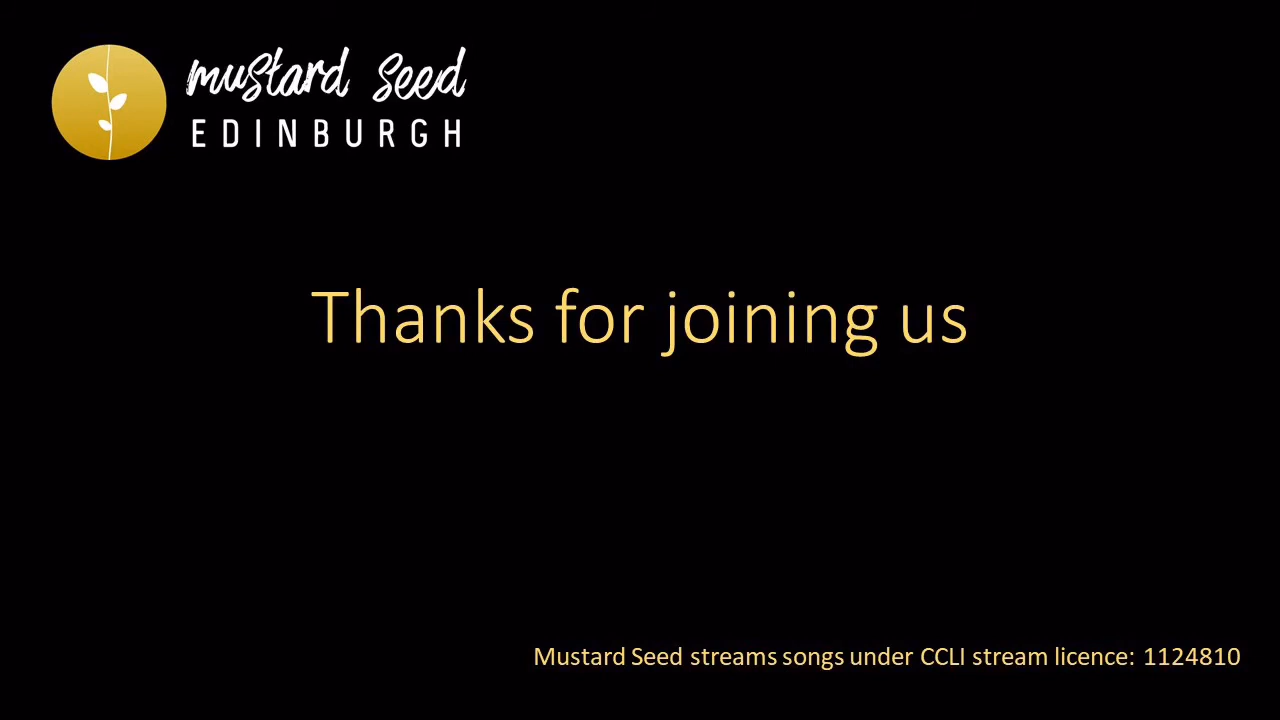 mustard seed
EDINBURGH
Thanks for joining us
Mustard Seed streams songs under CCLI stream licence: 1124810